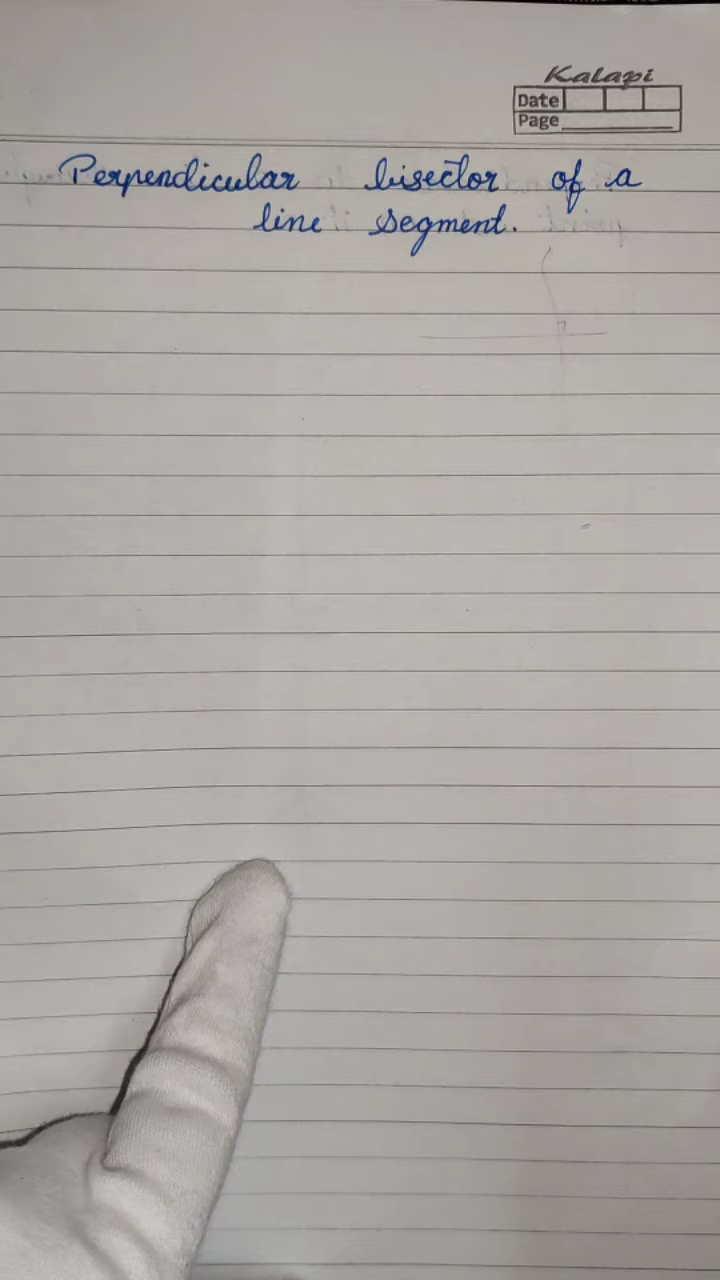 Kalapi
Date
Page
Perpendicular bisector of a
line segment.